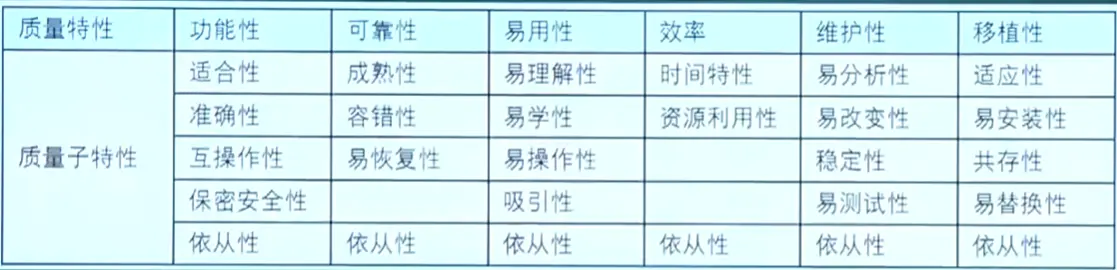 质量特性 功能性 可靠性 易用性 效率 维护性 移植性
适合性 成熟性 易理解性 时间特性 易分析性 适应性
准确性 容错性 易学性 资源利用性 易改变性 易安装性
质量子特性 互操作性 易恢复性 易操作性 稳定性 共存性
保密安全性 吸引性 易测试性 易替换性
依从性 依从性 依从性 依从性 依从性 依从性